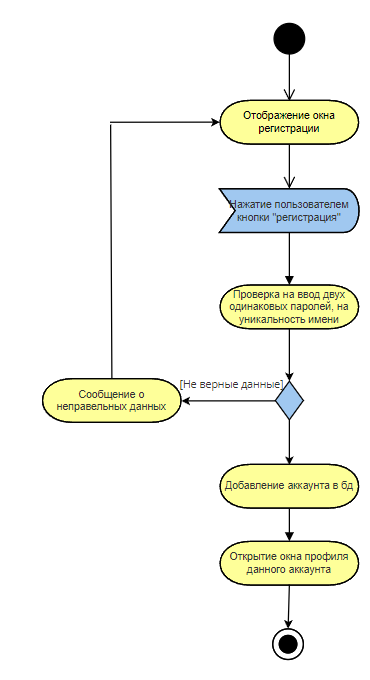 Отображение окна
регистрации
Нажатие пользователем
кнопки "регистрация"
Проверка на ввод двух
одинаковых паролей, на
уникальность имени
[Не верные данные]
Сообщение о
неправельных данных
Добавление аккаунта в бд
Открытие окна профиля
данного аккаунта